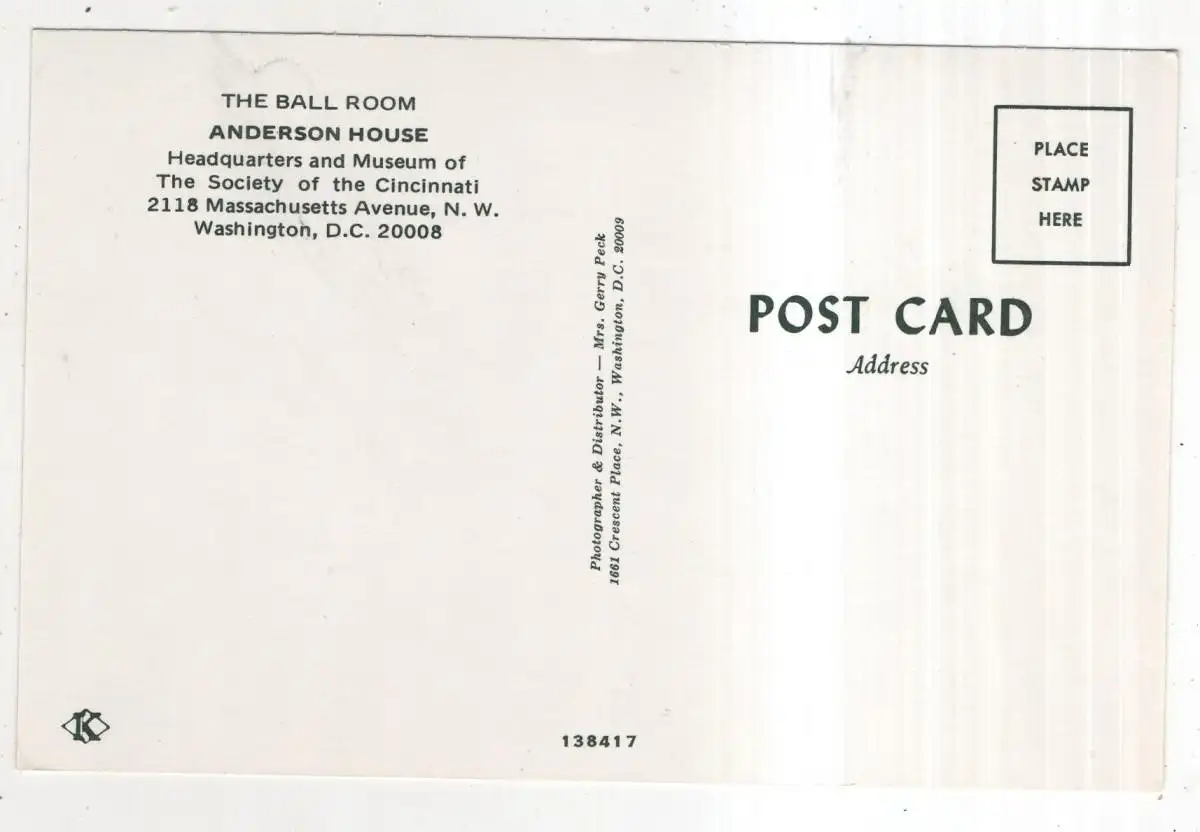 THE BALL ROOM
ANDERSON HOUSE
Headquarters and Museum of
The Society of the Cincinnati
2118 Massachusetts Avenue, N. W.
Washington, D.C. 20008
Photographer & Distributor — Mrs. Gerry Peck
1661 Crescent Place, N.W., Washington, D.C. 20009
PLACE
STAMP
HERE
POST CARD
Address
K
138417